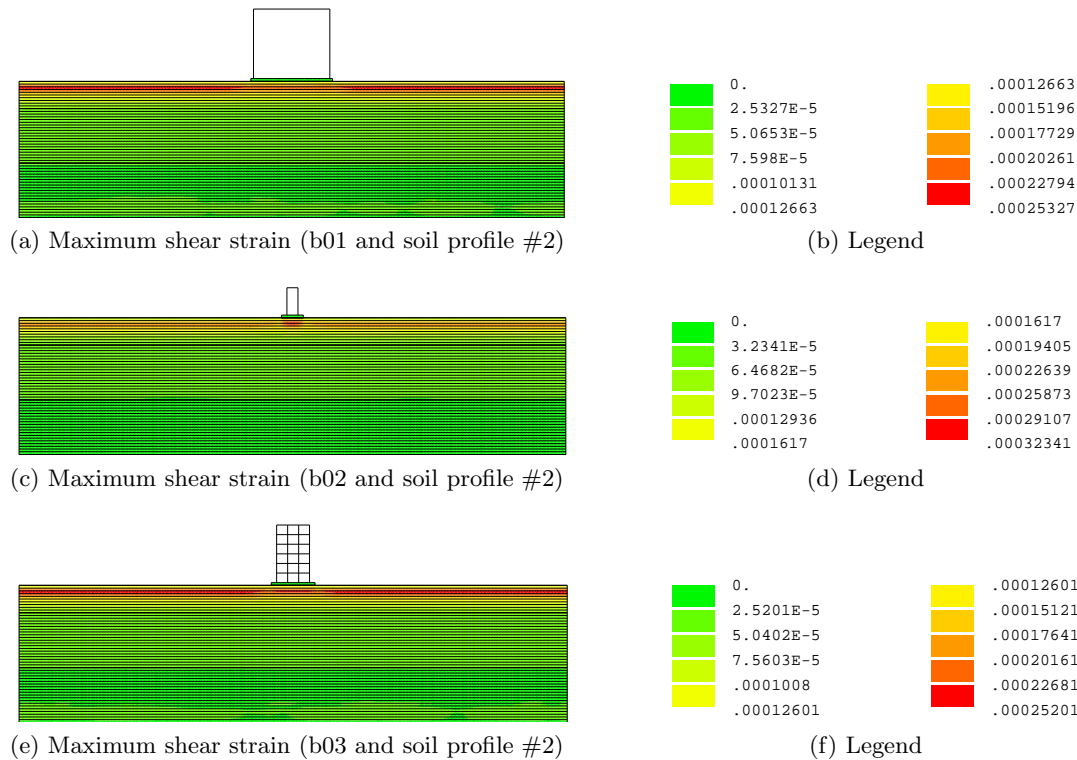 0.
2.5327E-5
5.0653E-5
7.598E-5
.00010131
.00012663
.00012663
.00015196
.00017729
.00020261
.00022794
.00025327
(a) Maximum shear strain (b01 and soil profile #2)
(b) Legend
0.
3.2341E-5
6.4682E-5
9.7023E-5
.00012936
.0001617
.0001617
.00019405
.00022639
.00025873
.00029107
.00032341
(c) Maximum shear strain (b02 and soil profile #2)
(d) Legend
0.
2.5201E-5
5.0402E-5
7.5603E-5
.0001008
.00012601
.00012601
.00015121
.00017641
.00020161
.00022681
.00025201
(e) Maximum shear strain (b03 and soil profile #2)
(f) Legend